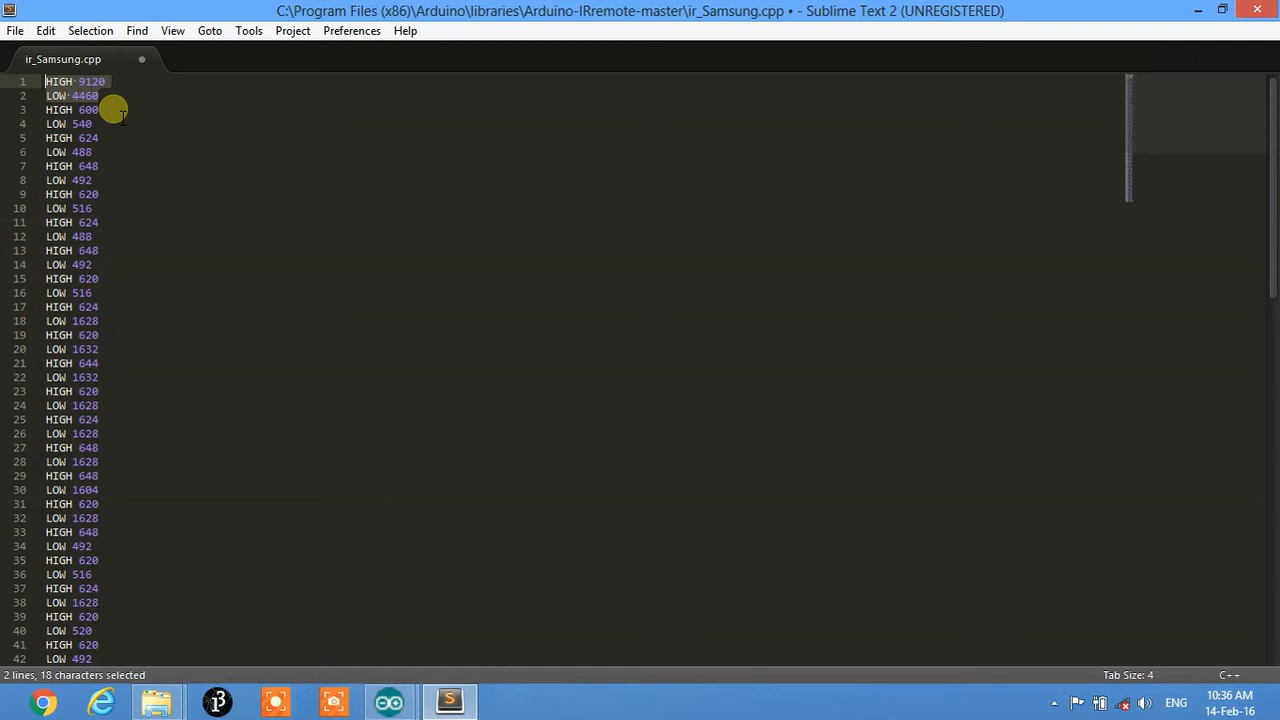 C:\Program Files (x86)\Arduino\libraries\Arduino-IRremote-master\ir_Samsung.cpp • - Sublime Text 2 (UNREGISTERED)
File Edit Selection Find View Goto Tools Project Preferences Help
ir_Samsung.cpp
1 HIGH 9120
2 LOW 4460
3 HIGH 600
4 LOW 540
5 HIGH 624
6 LOW 488
7 HIGH 648
8 LOW 492
9 HIGH 620
10 LOW 516
11 HIGH 624
12 LOW 488
13 HIGH 648
14 LOW 492
15 HIGH 620
16 LOW 516
17 HIGH 624
18 LOW 1628
19 HIGH 620
20 LOW 1632
21 HIGH 644
22 LOW 1632
23 HIGH 620
24 LOW 1628
25 HIGH 624
26 LOW 1628
27 HIGH 648
28 LOW 1628
29 HIGH 648
30 LOW 1604
31 HIGH 620
32 LOW 1628
33 HIGH 648
34 LOW 492
35 HIGH 620
36 LOW 516
37 HIGH 624
38 LOW 1628
39 HIGH 620
40 LOW 520
41 HIGH 620
42 LOW 492
2 lines, 18 characters selected Tab Size: 4 C++
ENG 10:36 AM
14-Feb-16